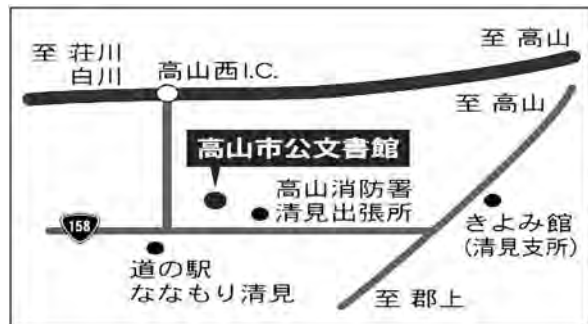 至 荘川
白川
高山西I.C.
至 高山
至 高山
高山市公文書館
高山消防署
清見出張所
きよみ館
(清見支所)
158
道の駅
ななもり清見
至 郡上